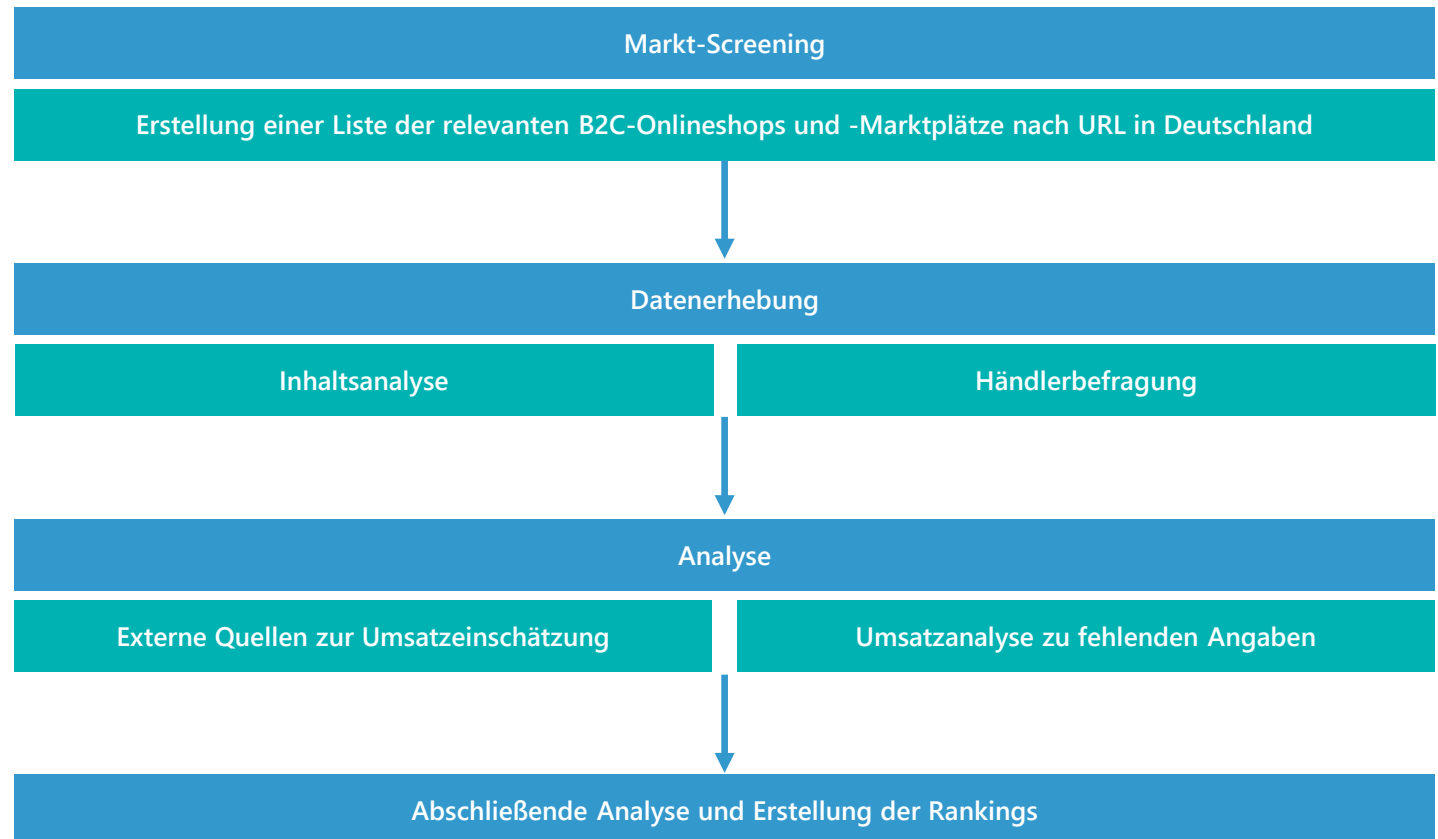 Markt-Screening
Erstellung einer Liste der relevanten B2C-Onlineshops und -Marktplätze nach URL in Deutschland
Datenerhebung
Inhaltsanalyse
Händlerbefragung
Analyse
Externe Quellen zur Umsatzeinschätzung
Umsatzanalyse zu fehlenden Angaben
Abschließende Analyse und Erstellung der Rankings